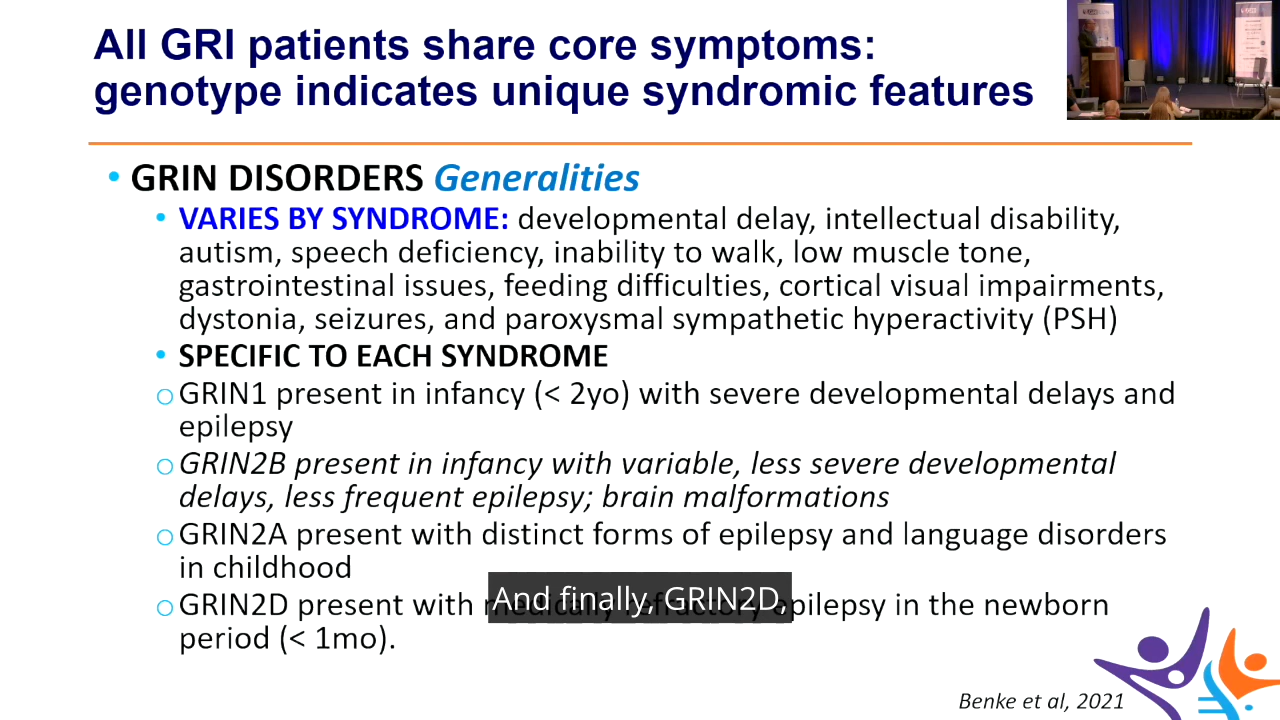 All GRI patients share core symptoms:
genotype indicates unique syndromic features
• GRIN DISORDERS Generalities
• VARIES BY SYNDROME: developmental delay, intellectual disability,
autism, speech deficiency, inability to walk, low muscle tone,
gastrointestinal issues, feeding difficulties, cortical visual impairments,
dystonia, seizures, and paroxysmal sympathetic hyperactivity (PSH)
• SPECIFIC TO EACH SYNDROME
○ GRIN1 present in infancy (< 2yo) with severe developmental delays and
epilepsy
○ GRIN2B present in infancy with variable, less severe developmental
delays, less frequent epilepsy; brain malformations
○ GRIN2A present with distinct forms of epilepsy and language disorders
in childhood
○ GRIN2D present with medically refractory epilepsy in the newborn
period (< 1mo).
And finally, GRIN2D,
Benke et al, 2021